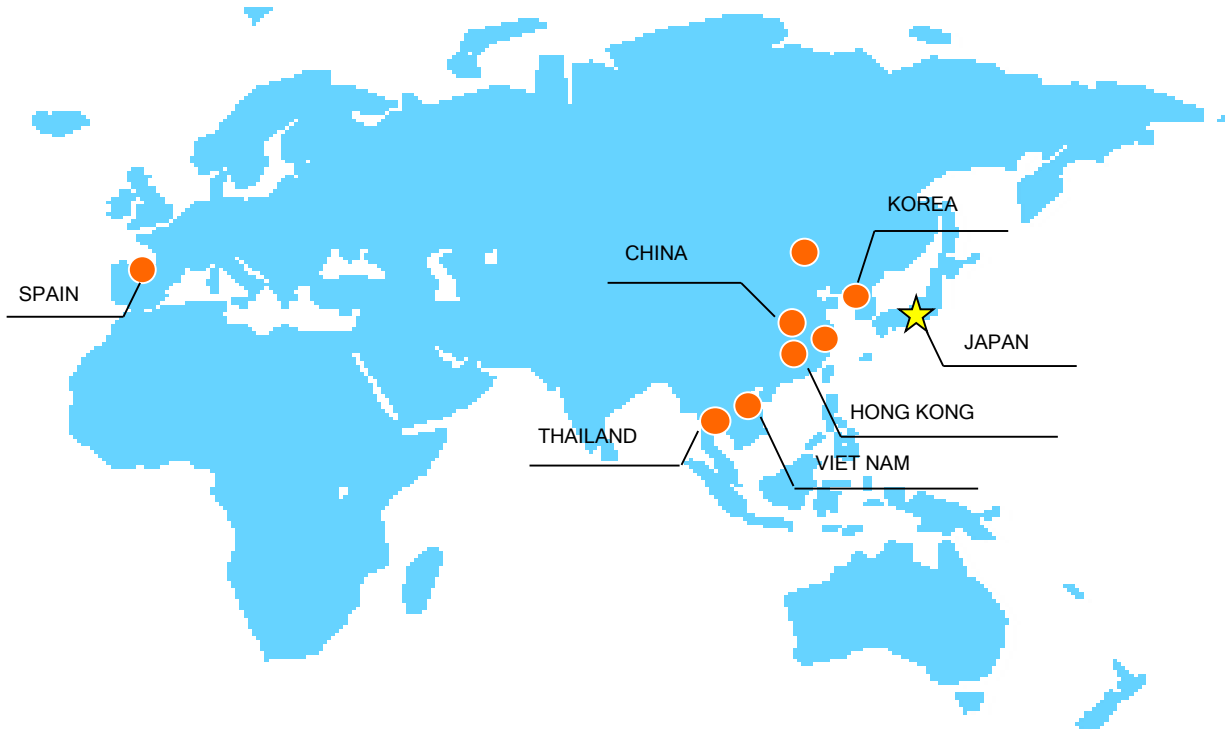 KOREA
CHINA
SPAIN
JAPAN
HONG KONG
THAILAND
VIET NAM